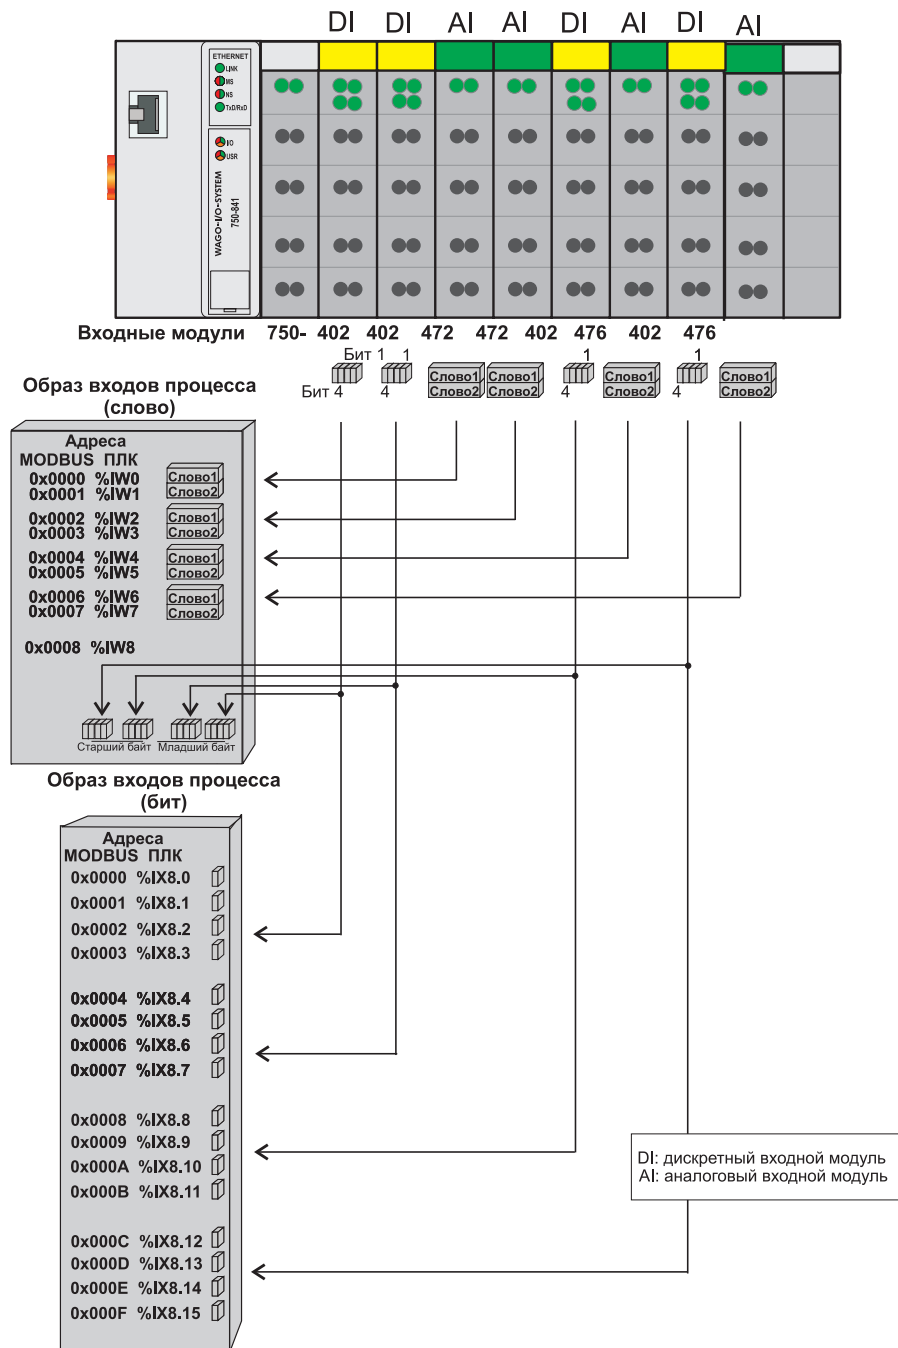 DI DI AI AI DI AI DI AI
ETHERNET
LINK
MS
NS
TxD/RxD
I/O
USR
WAGO-I/O-SYSTEM
750-841
Входные модули 750- 402 402 472 472 402 476 402 476
Бит 1 1 1 1
Бит 4 4 4 4
Слово1 Слово1 Слово1 Слово1
Слово2 Слово2 Слово2 Слово2
Образ входов процесса
(слово)
Адреса
MODBUS ПЛК
0x0000 %IW0 Слово1
0x0001 %IW1 Слово2
0x0002 %IW2 Слово1
0x0003 %IW3 Слово2
0x0004 %IW4 Слово1
0x0005 %IW5 Слово2
0x0006 %IW6 Слово1
0x0007 %IW7 Слово2
0x0008 %IW8
Старший байт Младший байт
Образ входов процесса
(бит)
Адреса
MODBUS ПЛК
0x0000 %IX8.0
0x0001 %IX8.1
0x0002 %IX8.2
0x0003 %IX8.3
0x0004 %IX8.4
0x0005 %IX8.5
0x0006 %IX8.6
0x0007 %IX8.7
0x0008 %IX8.8
0x0009 %IX8.9
0x000A %IX8.10
0x000B %IX8.11
0x000C %IX8.12
0x000D %IX8.13
0x000E %IX8.14
0x000F %IX8.15
DI: дискретный входной модуль
AI: аналоговый входной модуль